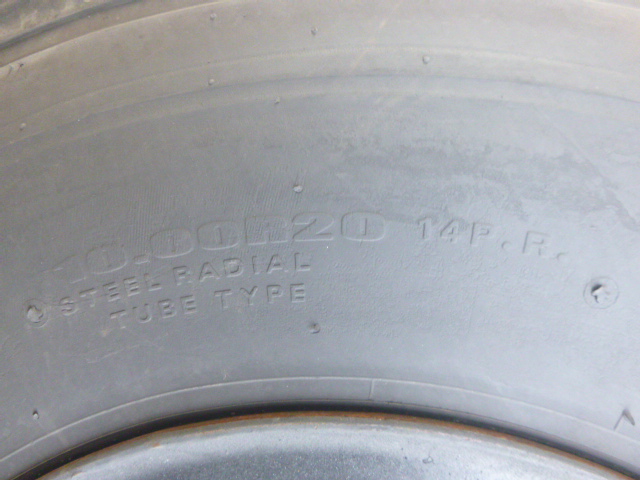 10.00R20 14P.R.
STEEL RADIAL
TUBE TYPE